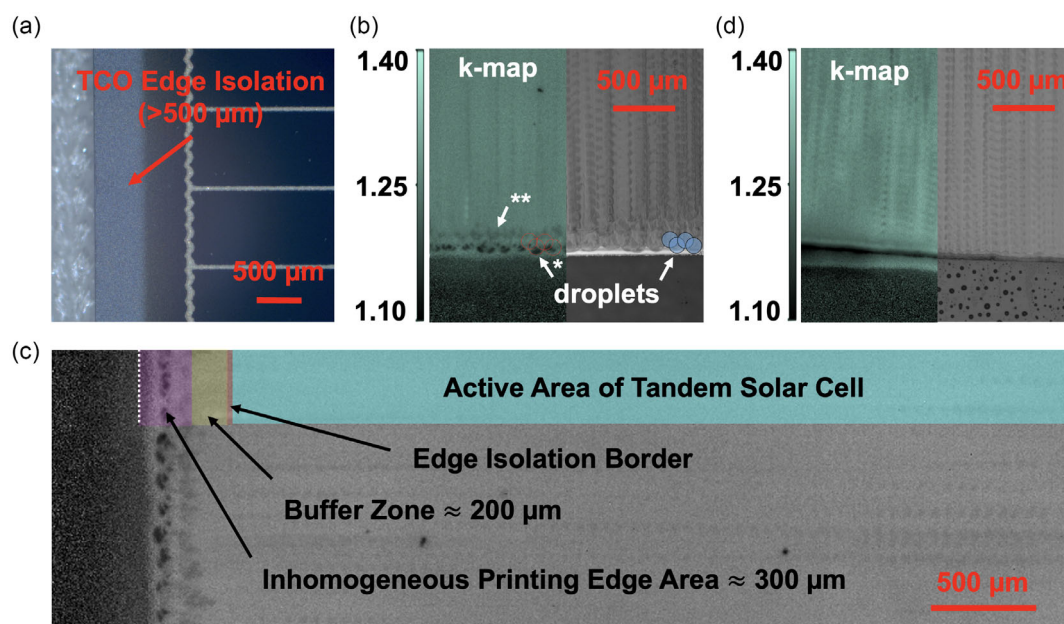 (a)
TCO Edge Isolation
(>500 µm)
500 µm
(b)
1.40
1.25
1.10
k-map
500 µm
**
*
droplets
(d)
1.40
1.25
1.10
k-map
500 µm
(c)
Active Area of Tandem Solar Cell
Edge Isolation Border
Buffer Zone ≈ 200 µm
Inhomogeneous Printing Edge Area ≈ 300 µm
500 µm